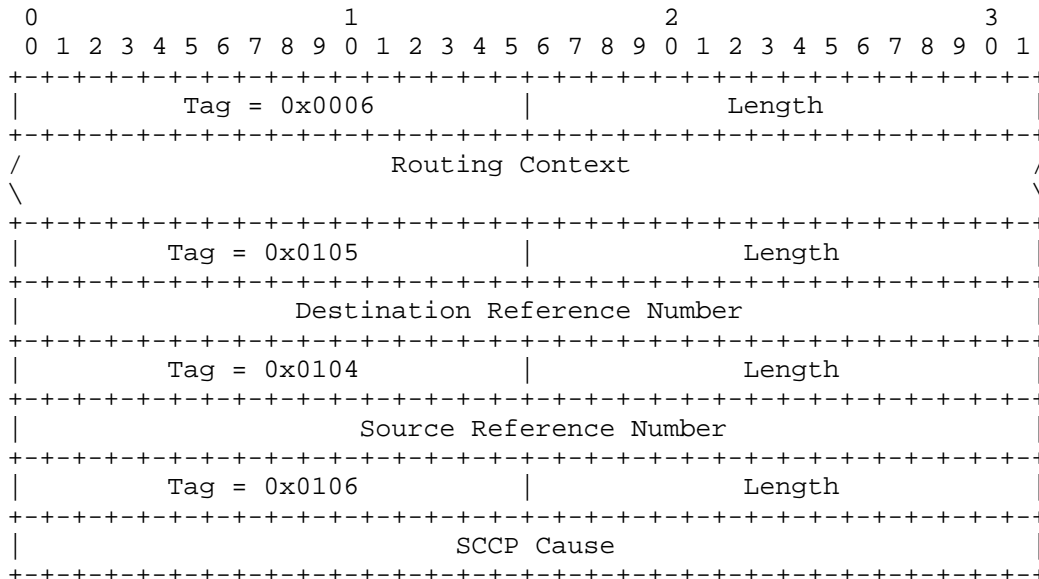 0                   1                   2                   3
 0 1 2 3 4 5 6 7 8 9 0 1 2 3 4 5 6 7 8 9 0 1 2 3 4 5 6 7 8 9 0 1
+-+-+-+-+-+-+-+-+-+-+-+-+-+-+-+-+-+-+-+-+-+-+-+-+-+-+-+-+-+-+-+-+
|          Tag = 0x0006         |            Length             |
+-+-+-+-+-+-+-+-+-+-+-+-+-+-+-+-+-+-+-+-+-+-+-+-+-+-+-+-+-+-+-+-+
/                       Routing Context                         /
\                                                               \
+-+-+-+-+-+-+-+-+-+-+-+-+-+-+-+-+-+-+-+-+-+-+-+-+-+-+-+-+-+-+-+-+
|         Tag = 0x0105          |             Length            |
+-+-+-+-+-+-+-+-+-+-+-+-+-+-+-+-+-+-+-+-+-+-+-+-+-+-+-+-+-+-+-+-+
|                 Destination Reference Number                  |
+-+-+-+-+-+-+-+-+-+-+-+-+-+-+-+-+-+-+-+-+-+-+-+-+-+-+-+-+-+-+-+-+
|         Tag = 0x0104          |             Length            |
+-+-+-+-+-+-+-+-+-+-+-+-+-+-+-+-+-+-+-+-+-+-+-+-+-+-+-+-+-+-+-+-+
|                     Source Reference Number                   |
+-+-+-+-+-+-+-+-+-+-+-+-+-+-+-+-+-+-+-+-+-+-+-+-+-+-+-+-+-+-+-+-+
|         Tag = 0x0106          |             Length            |
+-+-+-+-+-+-+-+-+-+-+-+-+-+-+-+-+-+-+-+-+-+-+-+-+-+-+-+-+-+-+-+-+
|                           SCCP Cause                          |
+-+-+-+-+-+-+-+-+-+-+-+-+-+-+-+-+-+-+-+-+-+-+-+-+-+-+-+-+-+-+-+-+